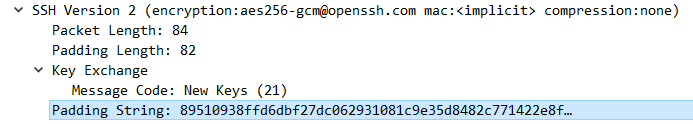 SSH Version 2 (encryption:aes256-gcm@openssh.com mac:<implicit> compression:none)
Packet Length: 84
Padding Length: 82
Key Exchange
Message Code: New Keys (21)
Padding String: 89510938ffd6dbf27dc062931081c9e35d8482c771422e8f…